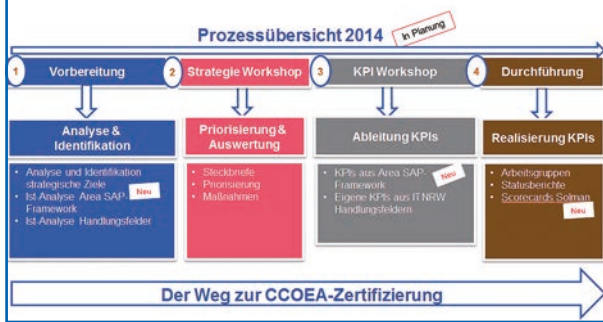 Prozessübersicht 2014
In Planung
1 Vorbereitung
2 Strategie Workshop
3 KPI Workshop
4 Durchführung
Analyse &
Identifikation
• Analyse und Identifikation
strategische Ziele
• Ist-Analyse Area SAP-
Framework
Neu
• Ist-Analyse Handlungsfelder
Priorisierung &
Auswertung
• Steckbriefe
• Priorisierung
• Maßnahmen
Ableitung KPIs
• KPIs aus Area SAP-
Framework
Neu
• Eigene KPIs aus ITNRW
Handlungsfeldern
Realisierung KPIs
• Arbeitsgruppen
• Statusberichte
• Scorecards Solman
Neu
Der Weg zur CCOEA-Zertifizierung